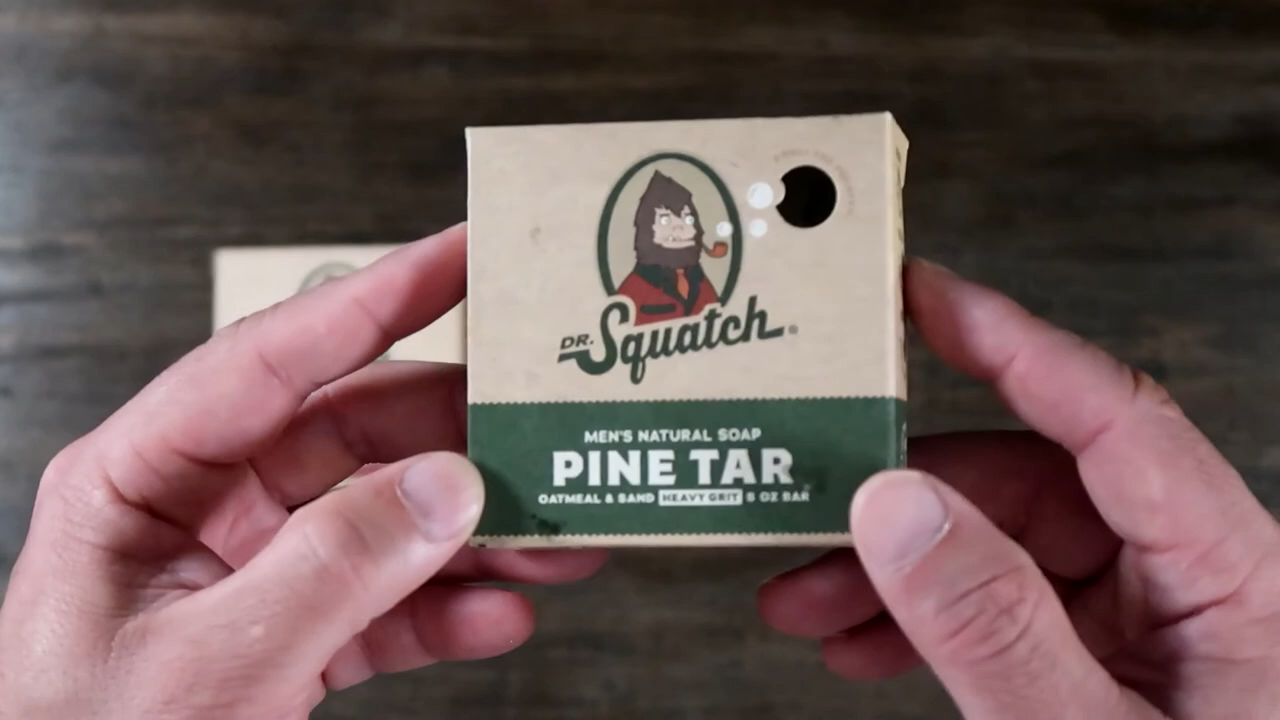 DR. Squatch®
MEN'S NATURAL SOAP
PINE TAR
OATMEAL & SAND HEAVY GRIT 5 OZ BAR